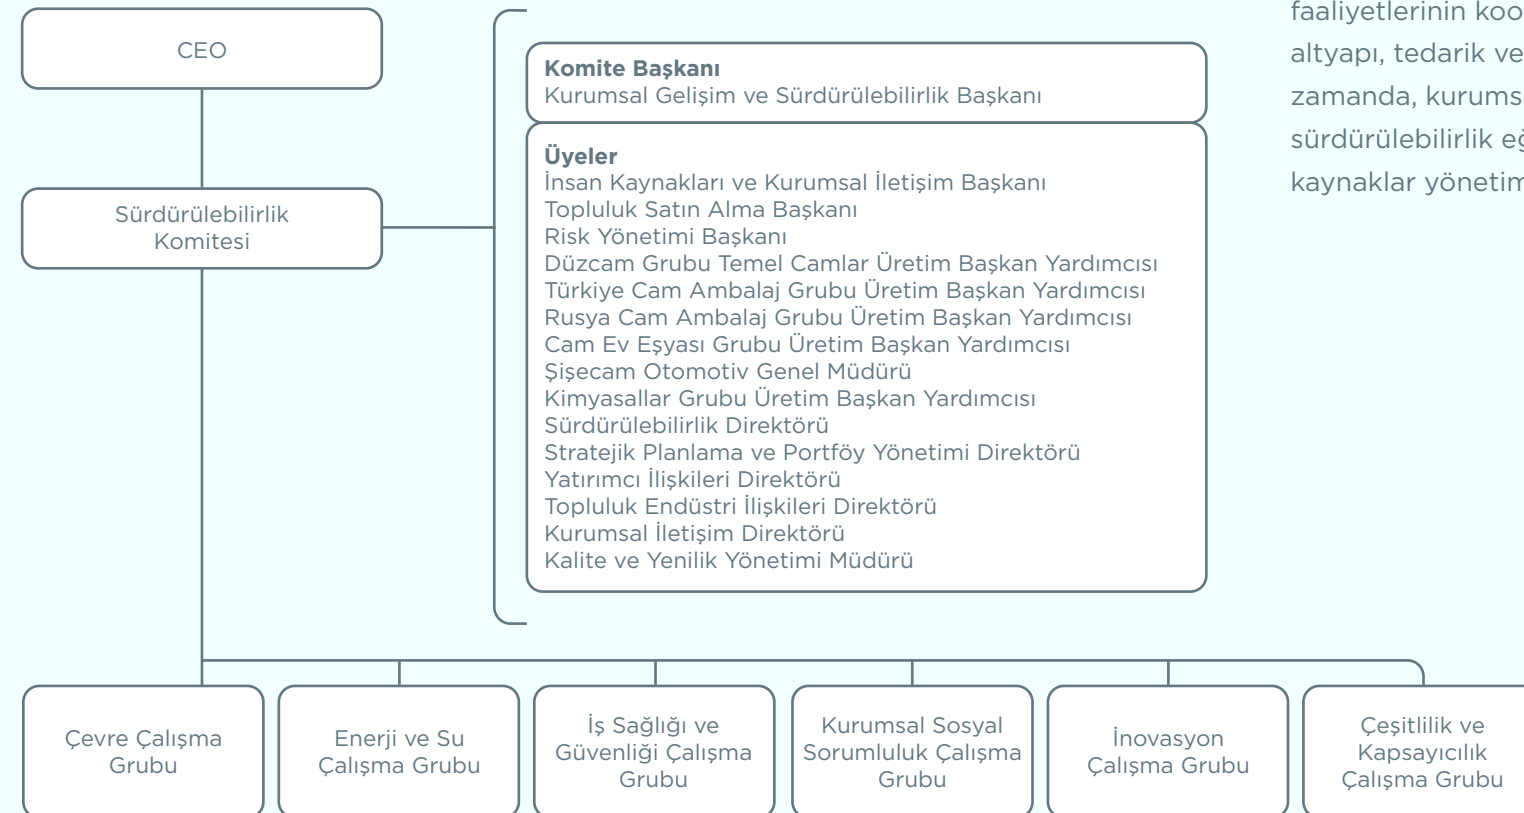 CEO
Sürdürülebilirlik
Komitesi
Komite Başkanı
Kurumsal Gelişim ve Sürdürülebilirlik Başkanı
Üyeler
İnsan Kaynakları ve Kurumsal İletişim Başkanı
Topluluk Satın Alma Başkanı
Risk Yönetimi Başkanı
Düzcam Grubu Temel Camlar Üretim Başkan Yardımcısı
Türkiye Cam Ambalaj Grubu Üretim Başkan Yardımcısı
Rusya Cam Ambalaj Grubu Üretim Başkan Yardımcısı
Cam Ev Eşyası Grubu Üretim Başkan Yardımcısı
Şişecam Otomotiv Genel Müdürü
Kimyasallar Grubu Üretim Başkan Yardımcısı
Sürdürülebilirlik Direktörü
Stratejik Planlama ve Portföy Yönetimi Direktörü
Yatırımcı İlişkileri Direktörü
Topluluk Endüstri İlişkileri Direktörü
Kurumsal İletişim Direktörü
Kalite ve Yenilik Yönetimi Müdürü
Çevre Çalışma
Grubu
Enerji ve Su
Çalışma Grubu
İş Sağlığı ve
Güvenliği Çalışma
Grubu
Kurumsal Sosyal
Sorumluluk Çalışma
Grubu
İnovasyon
Çalışma Grubu
Çeşitlilik ve
Kapsayıcılık
Çalışma Grubu
faaliyetlerinin
altyapı, tedarik ve
zamanda,
sürdürülebilirlik
kaynaklar